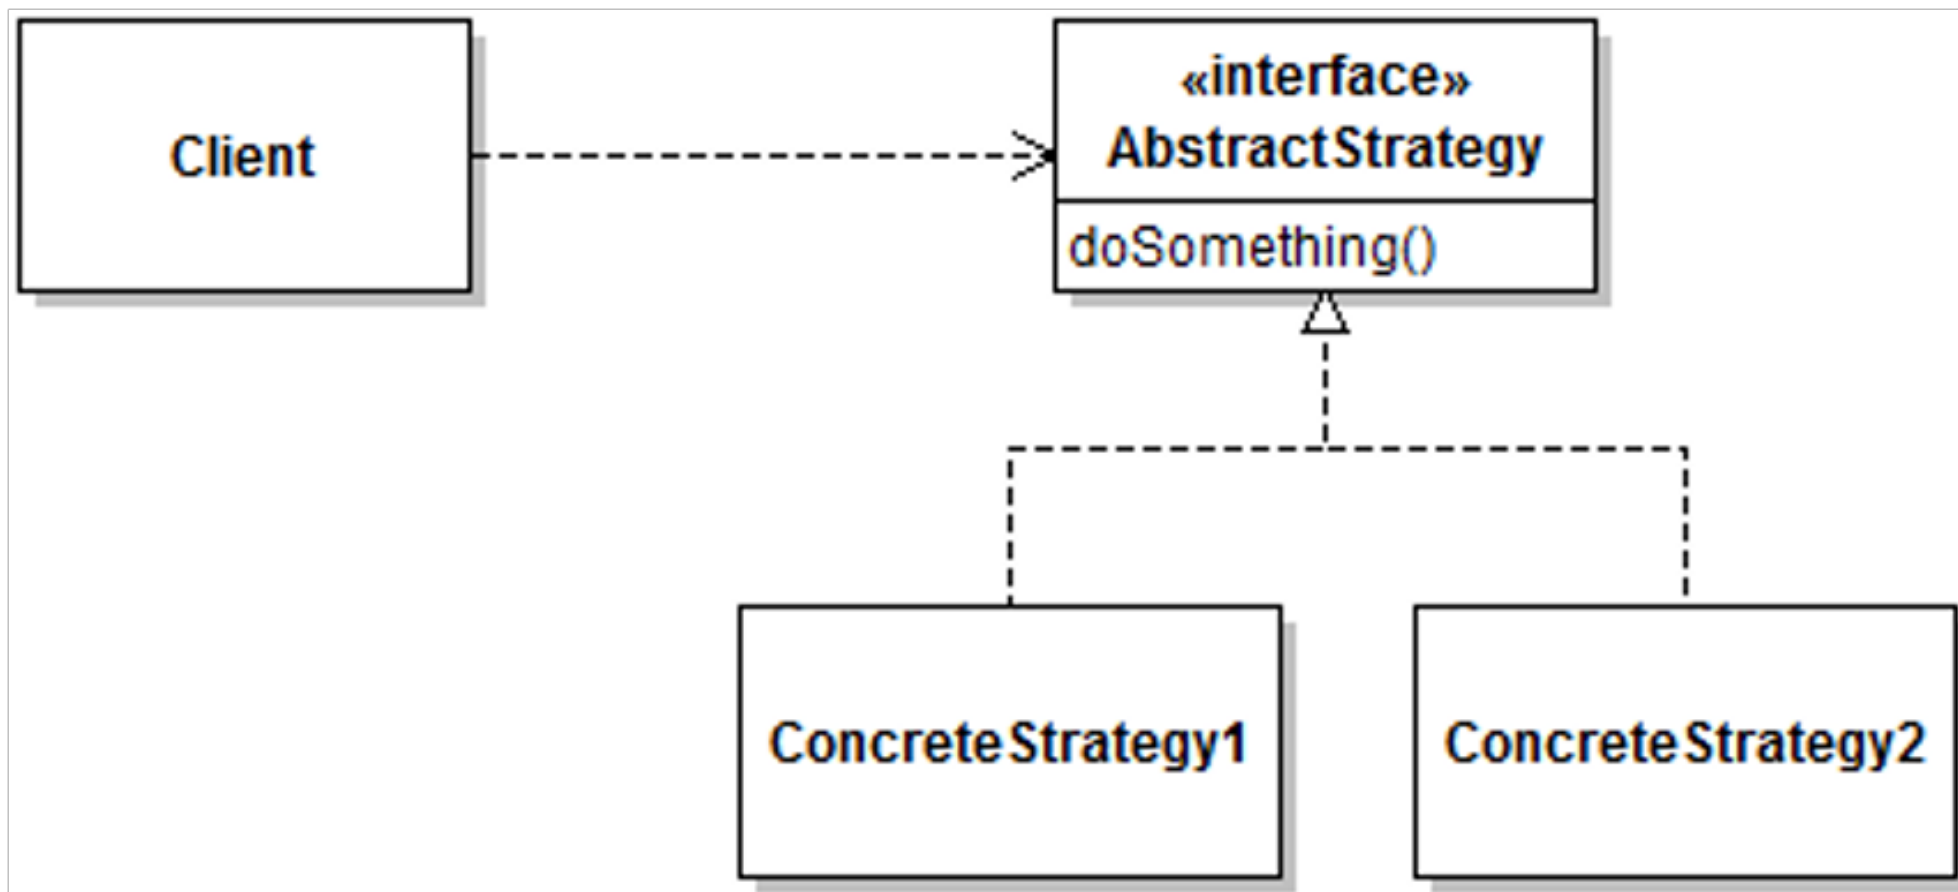 Client
«interface»
AbstractStrategy
doSomething()
ConcreteStrategy1
ConcreteStrategy2